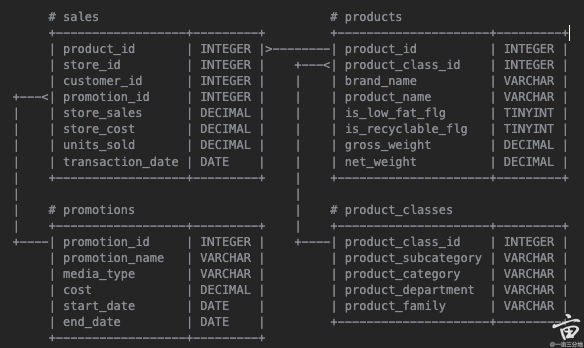 # sales # products
+--------------------+---------+ +---------------------+---------+
| product_id | INTEGER |>--------| product_id | INTEGER |
| store_id | INTEGER | +---<| product_class_id | INTEGER |
| customer_id | INTEGER | | | brand_name | VARCHAR |
+---<| promotion_id | INTEGER | | | product_name | VARCHAR |
| | store_sales | DECIMAL | | | is_low_fat_flg | TINYINT |
| | store_cost | DECIMAL | | | is_recyclable_flg | TINYINT |
| | units_sold | DECIMAL | | | gross_weight | DECIMAL |
| | transaction_date | DATE | | | net_weight | DECIMAL |
| +------------------+---------+ | +---------------------+---------+
| |
| # promotions | # product_classes
| +------------------+---------+ | +---------------------+---------+
+----| promotion_id | INTEGER | +----| product_class_id | INTEGER |
| promotion_name | VARCHAR | | product_subcategory | VARCHAR |
| media_type | VARCHAR | | product_category | VARCHAR |
| cost | DECIMAL | | product_department | VARCHAR |
| start_date | DATE | | product_family | VARCHAR |
| end_date | DATE | +---------------------+---------+
+------------------+---------+
@一亩三分地